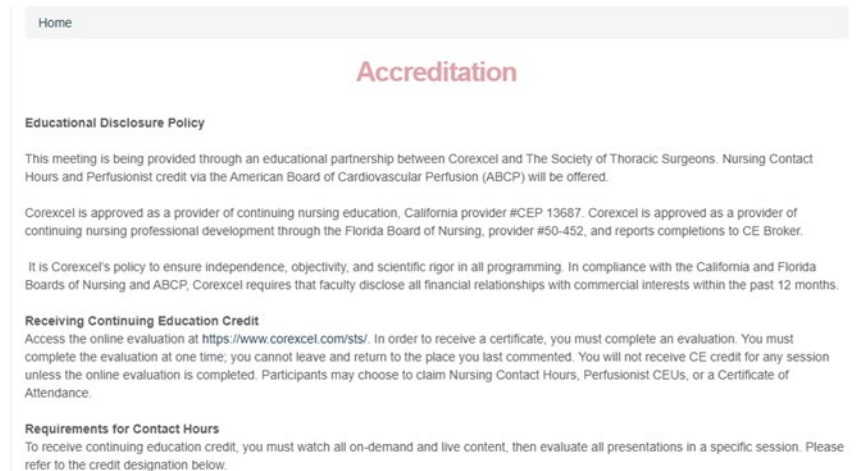 Home
Accreditation
Educational Disclosure Policy
This meeting is being provided through an educational partnership between Corexcel and The Society of Thoracic Surgeons. Nursing Contact
Hours and Perfusionist credit via the American Board of Cardiovascular Perfusion (ABCP) will be offered.
Corexcel is approved as a provider of continuing nursing education, California provider #CEP 13687. Corexcel is approved as a provider of
continuing nursing professional development through the Florida Board of Nursing, provider #50-452, and reports completions to CE Broker.
It is Corexcel's policy to ensure independence, objectivity, and scientific rigor in all programming. In compliance with the California and Florida
Boards of Nursing and ABCP, Corexcel requires that faculty disclose all financial relationships with commercial interests within the past 12 months.
Receiving Continuing Education Credit
Access the online evaluation at https://www.corexcel.com/sts/. In order to receive a certificate, you must complete an evaluation. You must
complete the evaluation at one time; you cannot leave and return to the place you last commented. You will not receive CE credit for any session
unless the online evaluation is completed. Participants may choose to claim Nursing Contact Hours, Perfusionist CEUs, or a Certificate of
Attendance.
Requirements for Contact Hours
To receive continuing education credit, you must watch all on-demand and live content, then evaluate all presentations in a specific session. Please
refer to the credit designation below.